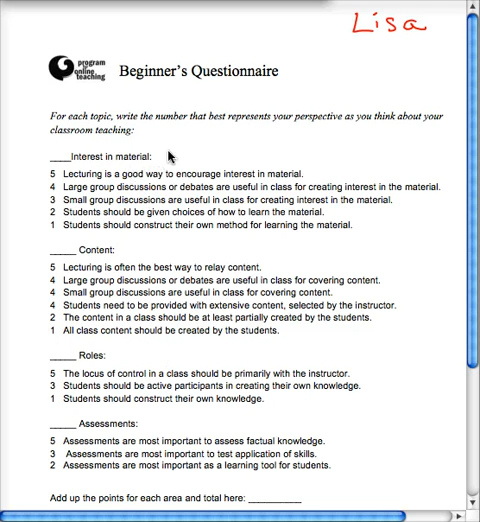 Lisa
program
for
online
teaching
Beginner's Questionnaire
For each topic, write the number that best represents your perspective as you think about your
classroom teaching:
____Interest in material:
5 Lecturing is a good way to encourage interest in material.
4 Large group discussions or debates are useful in class for creating interest in the material.
3 Small group discussions are useful in class for creating interest in the material.
2 Students should be given choices of how to learn the material.
1 Students should construct their own method for learning the material.
_____ Content:
5 Lecturing is often the best way to relay content.
4 Large group discussions or debates are useful in class for covering content.
4 Small group discussions are useful in class for covering content.
4 Students need to be provided with extensive content, selected by the instructor.
2 The content in a class should be at least partially created by the students.
1 All class content should be created by the students.
_____ Roles:
5 The locus of control in a class should be primarily with the instructor.
3 Students should be active participants in creating their own knowledge.
1 Students should construct their own knowledge.
_____ Assessments:
5 Assessments are most important to assess factual knowledge.
3 Assessments are most important to test application of skills.
2 Assessments are most important as a learning tool for students.
Add up the points for each area and total here: __________